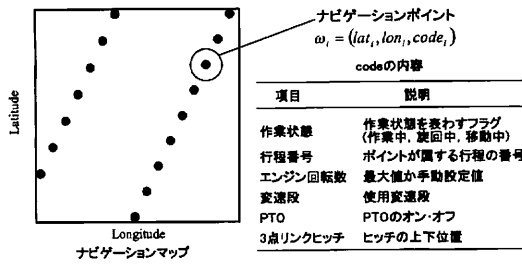 ナビゲーションポイント
ω_i = (lat_i, lon_i, code_i)
codeの内容
項目 説明
作業状態 作業状態を表わすフラグ
(作業中, 旋回中, 移動中)
行程番号 ポイントが属する行程の番号
エンジン回転数 最大値か手動設定値
変速段 使用変速段
PTO PTOのオン・オフ
3点リンクヒッチ ヒッチの上下位置
Latitude
Longitude
ナビゲーションマップ